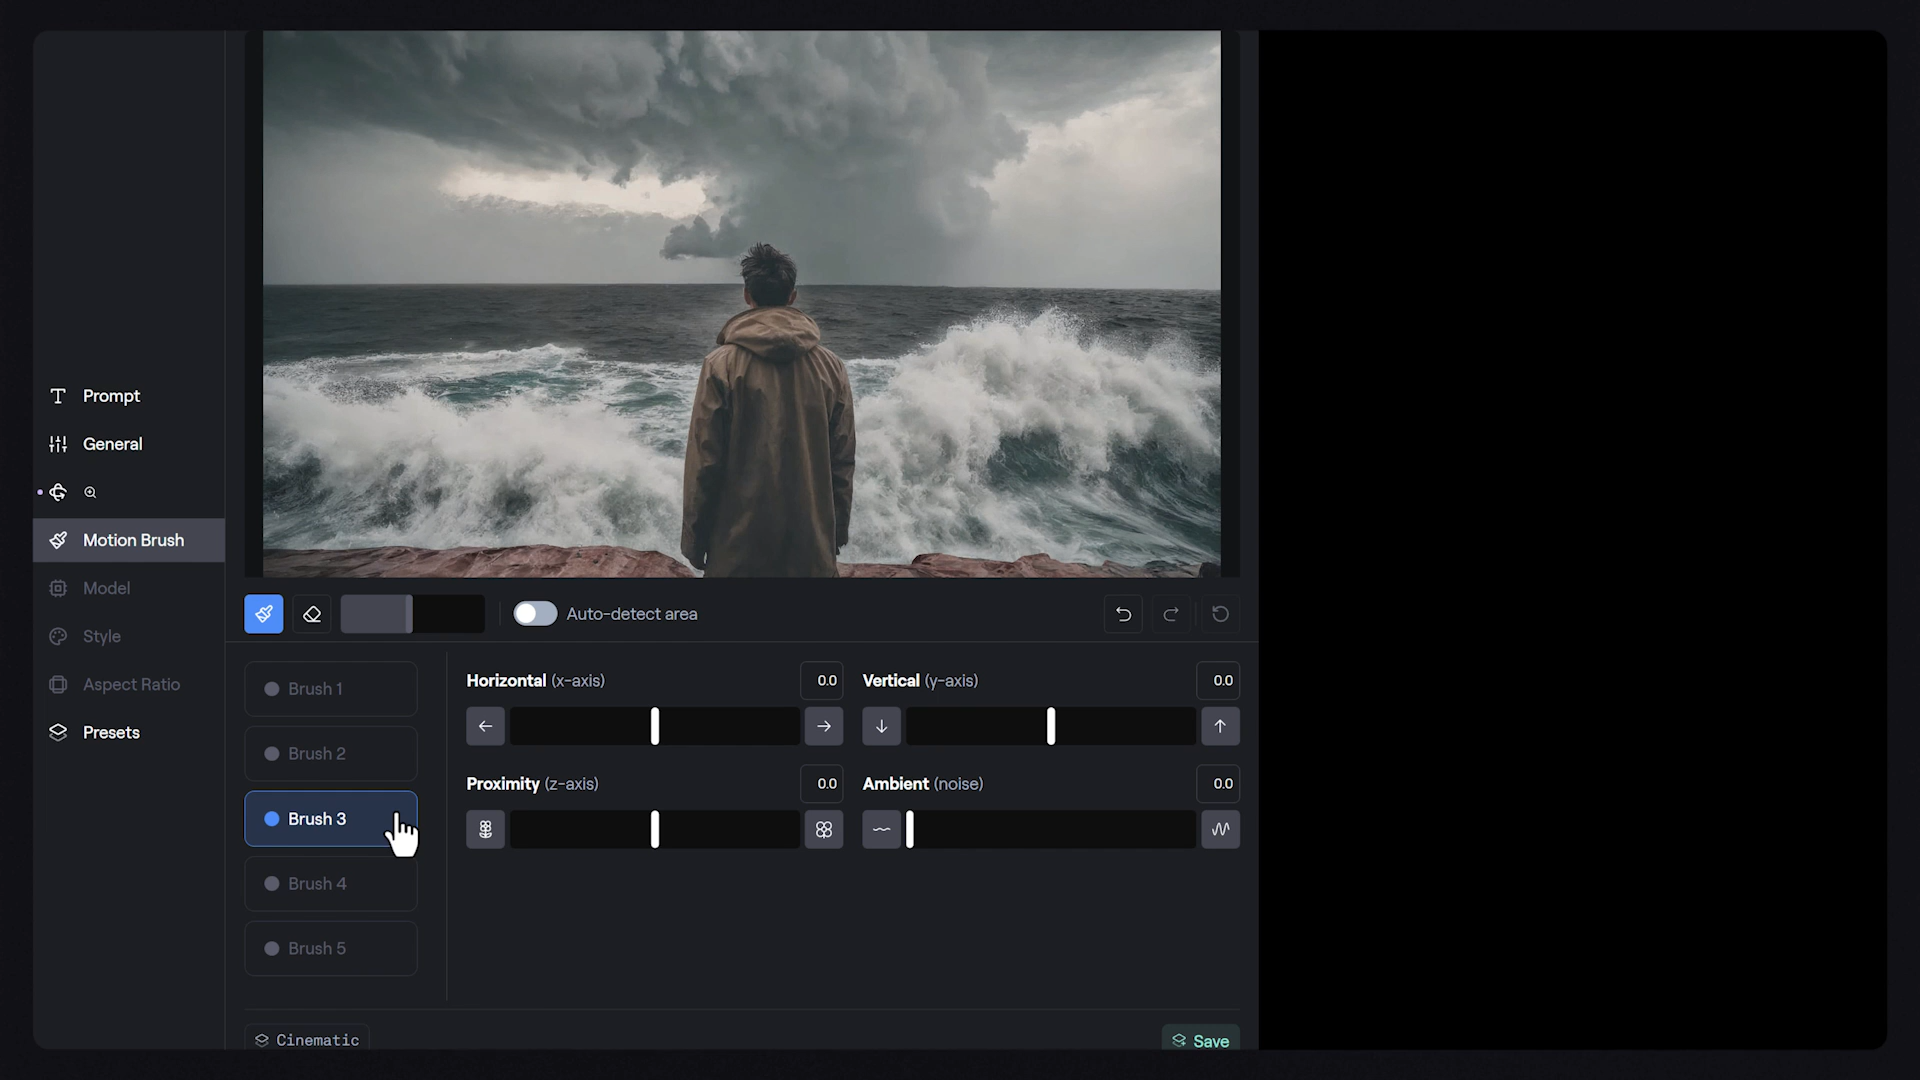 Prompt
General
Motion Brush
Model
Style
Aspect Ratio
Presets
Auto-detect area
Brush 1
Brush 2
Brush 3
Brush 4
Brush 5
Horizontal (x-axis) 0.0
Vertical (y-axis) 0.0
Proximity (z-axis) 0.0
Ambient (noise) 0.0
Cinematic
Save